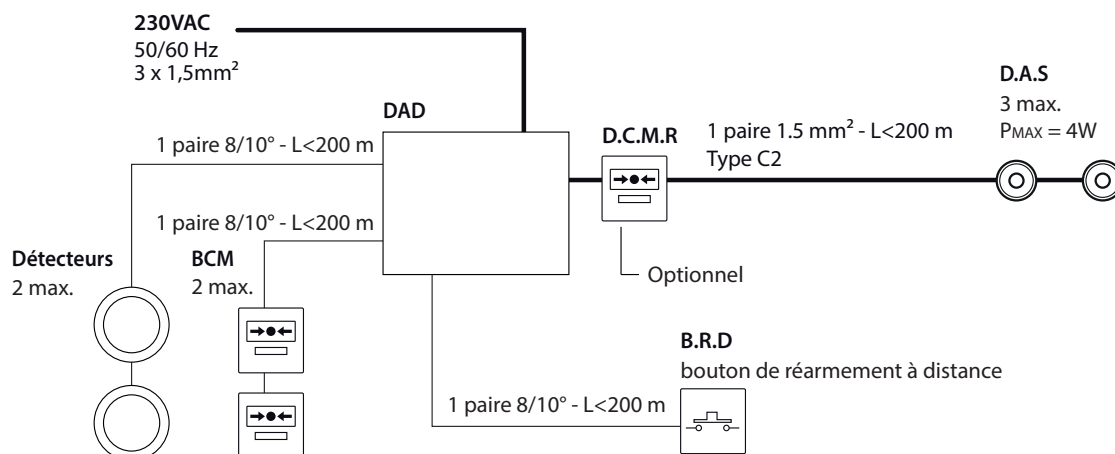 230VAC
50/60 Hz
3 x 1,5mm²
DAD
1 paire 8/10° - L<200 m
1 paire 8/10° - L<200 m
Détecteurs
2 max.
BCM
2 max.
D.C.M.R
1 paire 1.5 mm² - L<200 m
Type C2
D.A.S
3 max.
PMAX = 4W
Optionnel
B.R.D
bouton de réarmement à distance
1 paire 8/10° - L<200 m